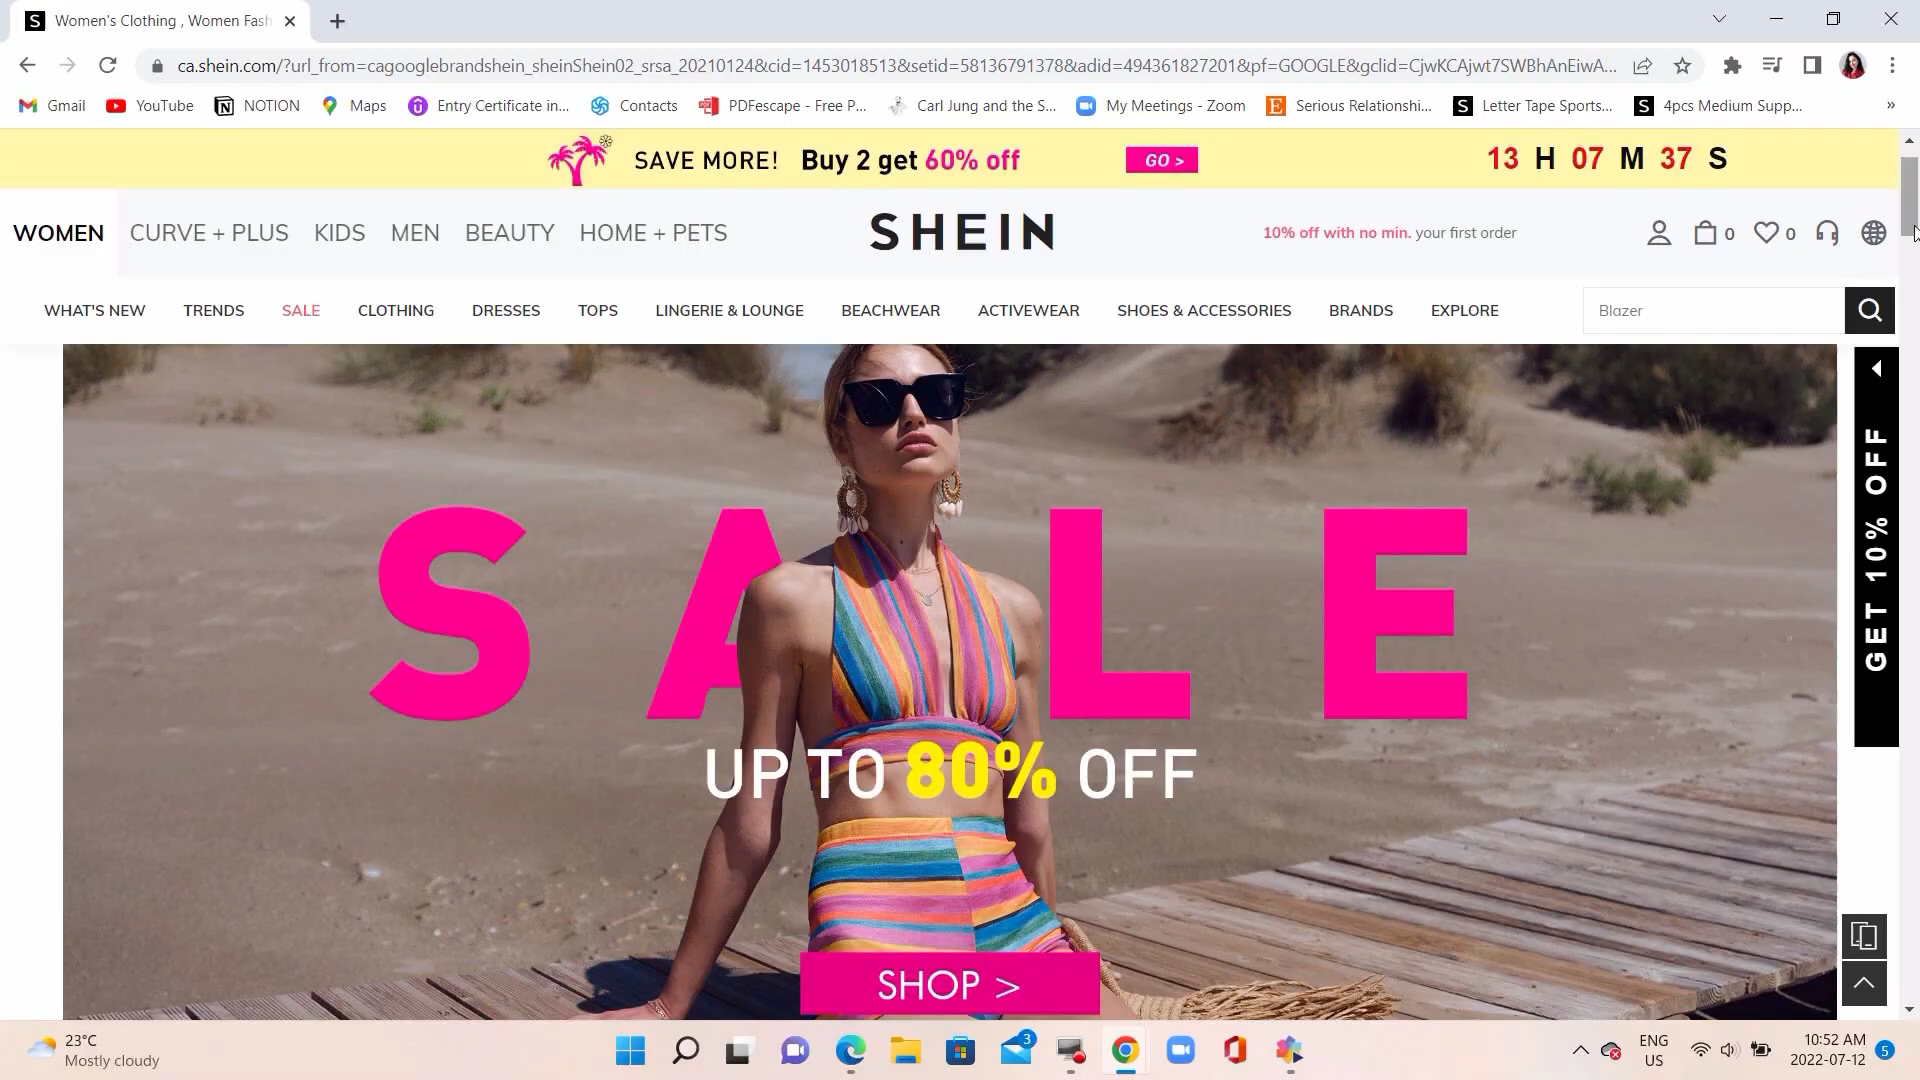 Women's Clothing , Women Fash
ca.shein.com/?url_from=cagooglebrandshein_sheinShein02_srsa_20210124&cid=1453018513&setid=58136791378&adid=494361827201&pf=GOOGLE&gclid=CjwKCAjwt7SWBhAnEiwA...
Gmail YouTube NOTION Maps Entry Certificate in... Contacts PDFescape - Free P... Carl Jung and the S... My Meetings - Zoom Serious Relationshi... Letter Tape Sports... 4pcs Medium Supp... »
SAVE MORE! Buy 2 get 60% off GO > 13 H 07 M 37 S
WOMEN CURVE + PLUS KIDS MEN BEAUTY HOME + PETS SHEIN 10% off with no min. your first order 0 0
WHAT'S NEW TRENDS SALE CLOTHING DRESSES TOPS LINGERIE & LOUNGE BEACHWEAR ACTIVEWEAR SHOES & ACCESSORIES BRANDS EXPLORE Blazer
GET 10% OFF
SALE
UP TO 80% OFF
SHOP >
23°C
Mostly cloudy
3
ENG
US
10:52 AM
2022-07-12
5